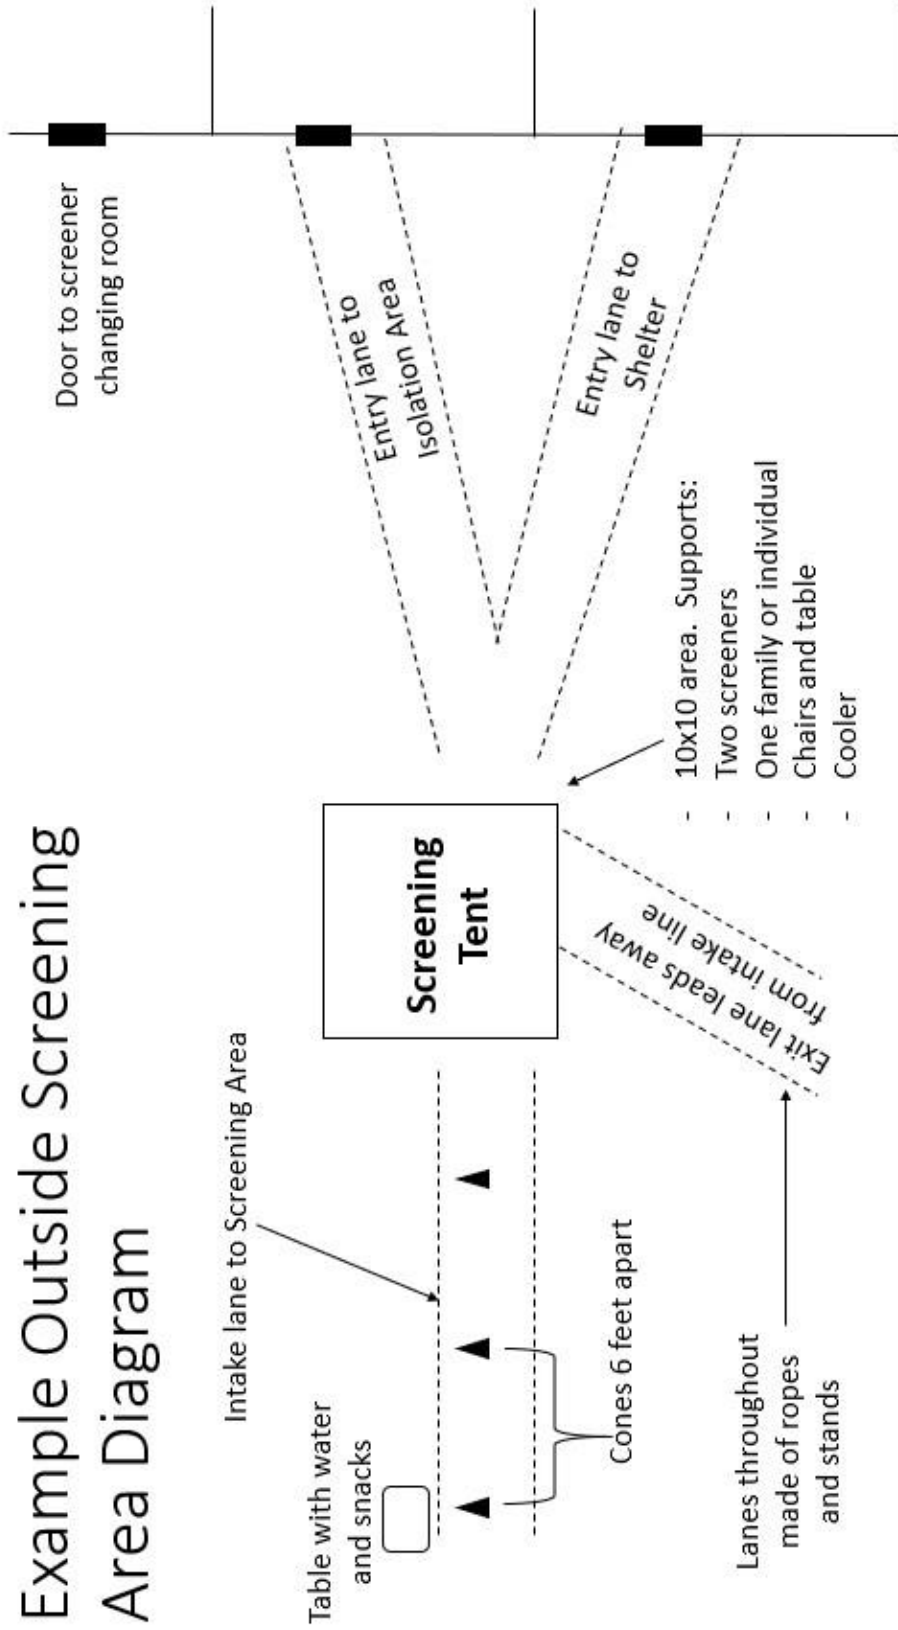 Example Outside Screening
Area Diagram
Door to screener
changing room
Intake lane to Screening Area
Table with water
and snacks
Screening
Tent
Entry lane to
Isolation Area
Entry lane to
Shelter
Cones 6 feet apart
Exit lane leads away
from intake line
- 10x10 area.  Supports:
- Two screeners
- One family or individual
- Chairs and table
- Cooler
Lanes throughout
made of ropes
and stands